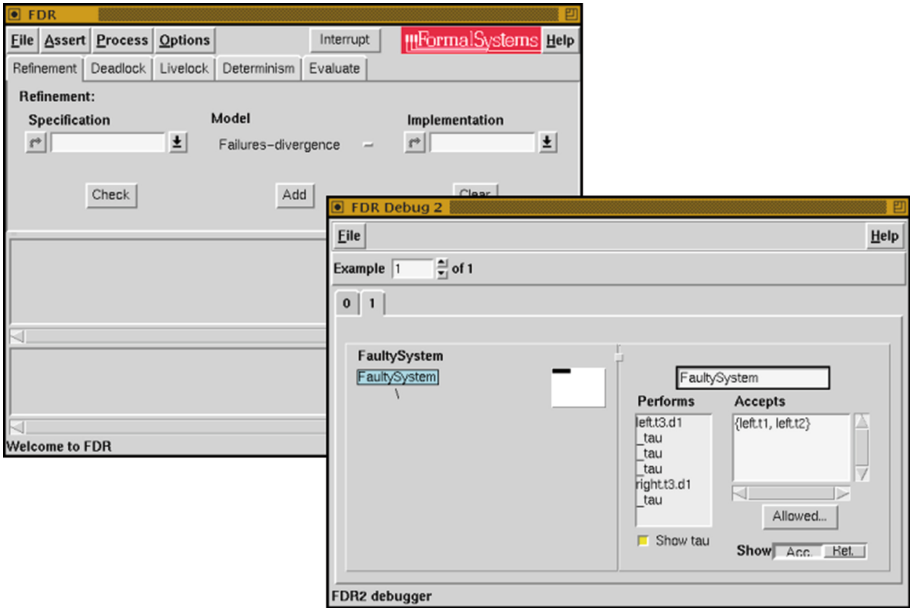 FDR
File Assert Process Options Interrupt FormalSystems Help
Refinement Deadlock Livelock Determinism Evaluate
Refinement:
Specification Model Implementation
Failures-divergence
Check Add Clear
Welcome to FDR
FDR Debug 2
File Help
Example 1 of 1
0 1
FaultySystem
FaultySystem
\
FaultySystem
Performs Accepts
left.t3.d1 {left.t1, left.t2}
_tau
_tau
_tau
right.t3.d1
_tau
Allowed...
Show tau
Show Acc. Ref.
FDR2 debugger